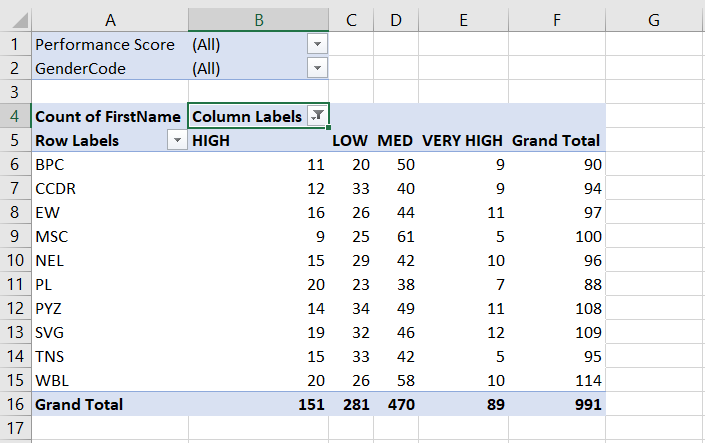 A B C D E F G
1 Performance Score (All)
2 GenderCode (All)
3
4 Count of FirstName Column Labels
5 Row Labels HIGH LOW MED VERY HIGH Grand Total
6 BPC 11 20 50 9 90
7 CCDR 12 33 40 9 94
8 EW 16 26 44 11 97
9 MSC 9 25 61 5 100
10 NEL 15 29 42 10 96
11 PL 20 23 38 7 88
12 PYZ 14 34 49 11 108
13 SVG 19 32 46 12 109
14 TNS 15 33 42 5 95
15 WBL 20 26 58 10 114
16 Grand Total 151 281 470 89 991
17